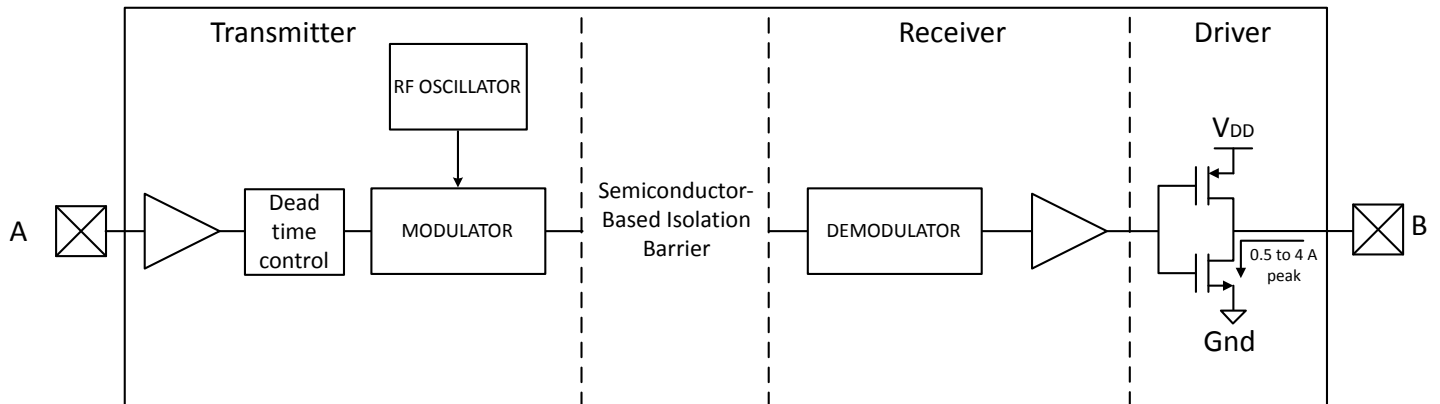 Transmitter
Receiver
Driver
RF OSCILLATOR
VDD
A
Dead
time
control
MODULATOR
Semiconductor-
Based Isolation
Barrier
DEMODULATOR
0.5 to 4 A
peak
B
Gnd